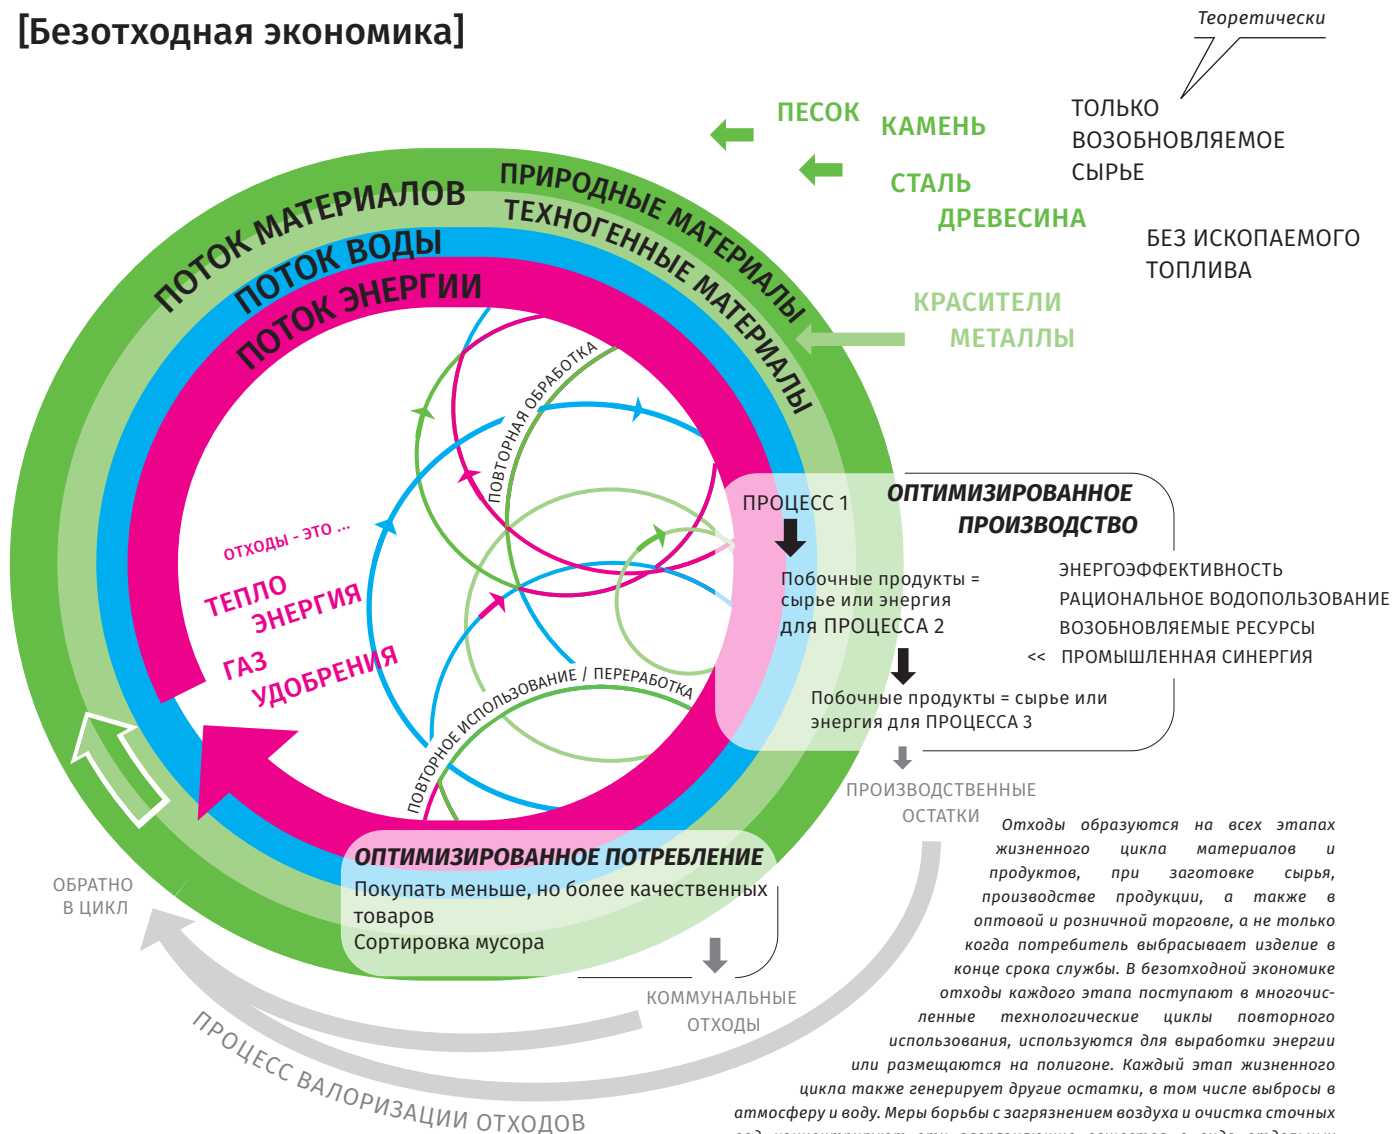 [Безотходная экономика]
Теоретически
ПЕСОК
КАМЕНЬ
СТАЛЬ
ДРЕВЕСИНА
ТОЛЬКО
ВОЗОБНОВЛЯЕМОЕ
СЫРЬЕ
БЕЗ ИСКОПАЕМОГО
ТОПЛИВА
КРАСИТЕЛИ
МЕТАЛЛЫ
ПОТОК МАТЕРИАЛОВ
ПРИРОДНЫЕ МАТЕРИАЛЫ
ТЕХНОГЕННЫЕ МАТЕРИАЛЫ
ПОТОК ВОДЫ
ПОТОК ЭНЕРГИИ
ПОВТОРНАЯ ОБРАБОТКА
ОТХОДЫ - ЭТО ...
ТЕПЛО
ЭНЕРГИЯ
ГАЗ
УДОБРЕНИЯ
ПОВТОРНОЕ ИСПОЛЬЗОВАНИЕ / ПЕРЕРАБОТКА
ОПТИМИЗИРОВАННОЕ
ПРОИЗВОДСТВО
ПРОЦЕСС 1
Побочные продукты =
сырье или энергия
для ПРОЦЕССА 2
Побочные продукты = сырье или
энергия для ПРОЦЕССА 3
ЭНЕРГОЭФФЕКТИВНОСТЬ
РАЦИОНАЛЬНОЕ ВОДОПОЛЬЗОВАНИЕ
ВОЗОБНОВЛЯЕМЫЕ РЕСУРСЫ
<< ПРОМЫШЛЕННАЯ СИНЕРГИЯ
ПРОИЗВОДСТВЕННЫЕ
ОСТАТКИ
ОПТИМИЗИРОВАННОЕ ПОТРЕБЛЕНИЕ
Покупать меньше, но более качественных
товаров
Сортировка мусора
КОММУНАЛЬНЫЕ
ОТХОДЫ
ОБРАТНО
В ЦИКЛ
ПРОЦЕСС ВАЛОРИЗАЦИИ ОТХОДОВ
Отходы образуются на всех этапах
жизненного цикла материалов и
продуктов, при заготовке сырья,
производстве продукции, а также в
оптовой и розничной торговле, а не только
когда потребитель выбрасывает изделие в
конце срока службы. В безотходной экономике
отходы каждого этапа поступают в многочис-
ленные технологические циклы повторного
использования, используются для выработки энергии
или размещаются на полигоне. Каждый этап жизненного
цикла также генерирует другие остатки, в том числе выбросы в
атмосферу и воду. Меры борьбы с загрязнением воздуха и очистка сточных